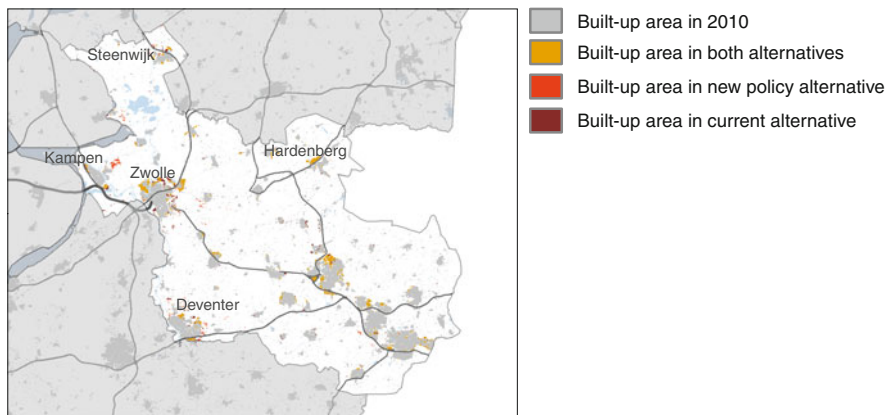 Steenwijk
Kampen
Zwolle
Hardenberg
Deventer
Built-up area in 2010
Built-up area in both alternatives
Built-up area in new policy alternative
Built-up area in current alternative